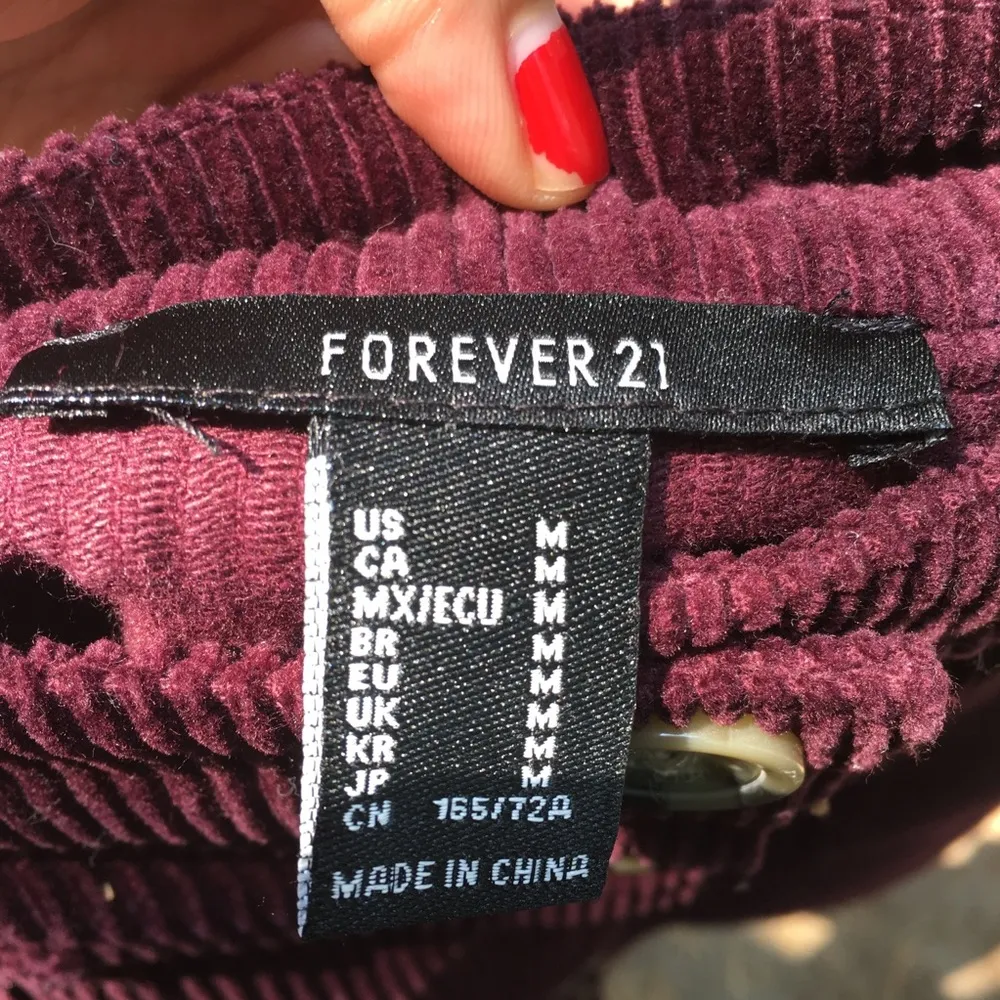 FOREVER 21
US M
CA M
MX/ECU M
BR M
EU M
UK M
KR M
JP M
CN 165/72A
MADE IN CHINA